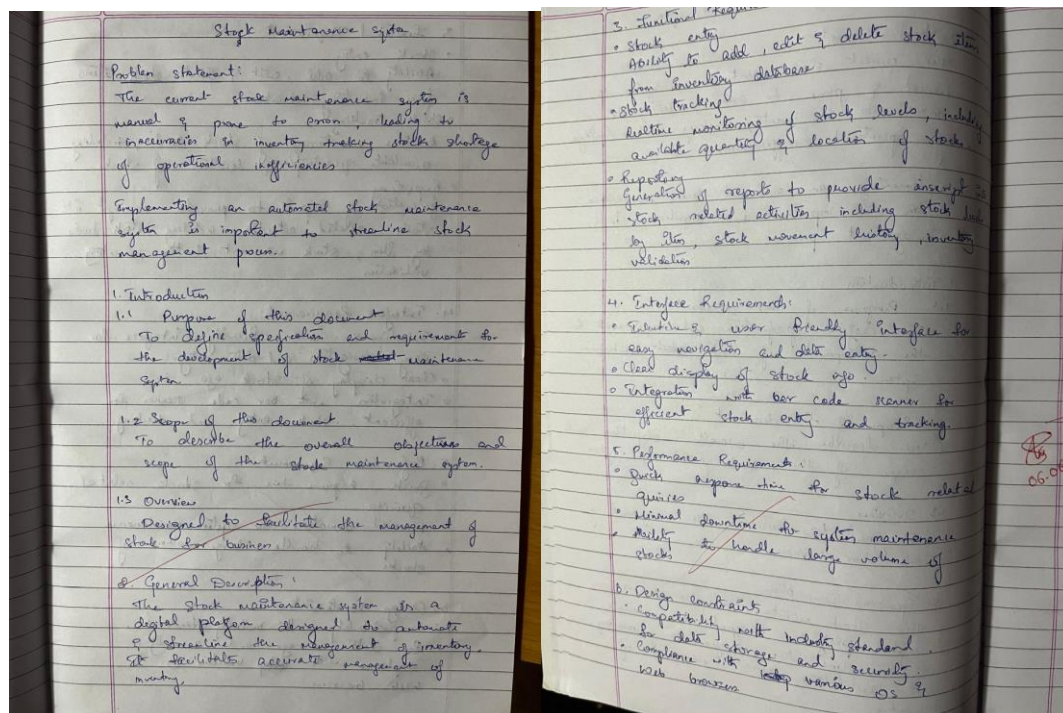 Stock Maintenance System
Problem statement:
The current stock maintenance system is
manual & prone to error, leading to
inaccuracies in inventory tracking stock shortage
of operational inefficiencies
Implementing an automated stock maintenance
system is important to streamline stock
management process.
1. Introduction
1.1 Purpose of this document
To define specification and requirement for
the development of stock maintenance
System
1.2 Scope of this document
To describe the overall objectives and
scope of the stock maintenance system.
1.3 Overview
Designed to facilitate the management of
stock for business
2. General Description:
The stock maintenance system is a
digital platform designed to automate
& streamline the management of inventory.
It facilitates accurate management of
inventory.
3. Functional
• Stock entry
Ability to add, edit & delete stock item
from inventory database
• Stock tracking
Realtime monitoring of stock levels, including
available quantity & location of stocks
•
Generation of reports to provide
stock related activities, including stock
by item, stock movement history, inventory
validation
4. Interface Requirements:
• & user friendly interface for
easy navigation and data entry.
• Clear display of stock info.
• Integration with bar code scanner for
efficient stock entry and tracking.
5. Performance Requirements:
• Quick response time for stock related
quiries
• Minimal downtime for system maintenance
• to handle large volume of
stocks
6. Design constraints
• Compatibility with industry standard
for data storage and security.
• Compliance with various OS &
web browsers
06.0